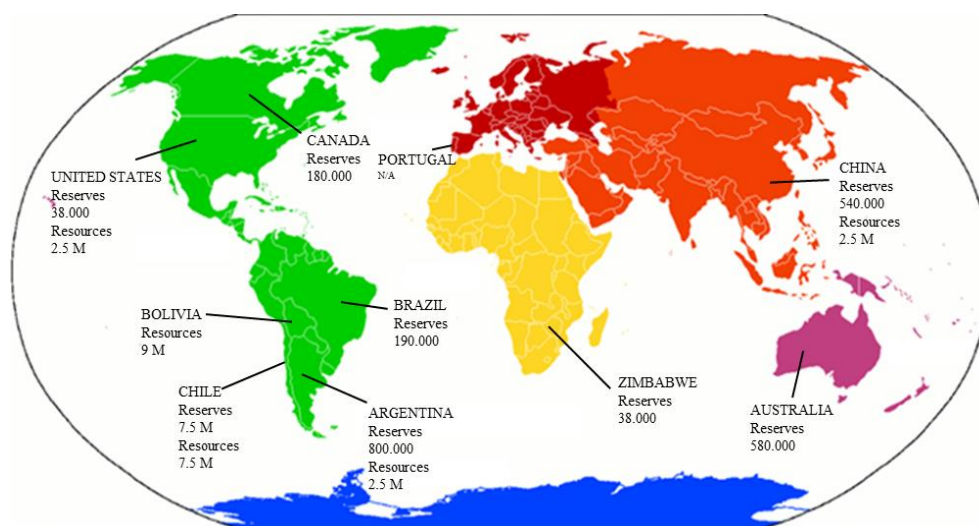 CANADA
Reserves
180.000
UNITED STATES
Reserves
38.000
Resources
2.5 M
PORTUGAL
N/A
CHINA
Reserves
540.000
Resources
2.5 M
BOLIVIA
Resources
9 M
BRAZIL
Reserves
190.000
CHILE
Reserves
7.5 M
Resources
7.5 M
ARGENTINA
Reserves
800.000
Resources
2.5 M
ZIMBABWE
Reserves
38.000
AUSTRALIA
Reserves
580.000